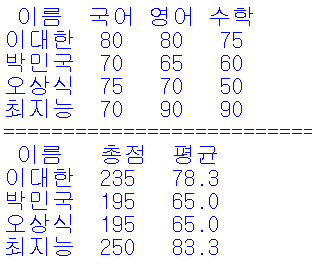 이름 국어 영어 수학
이대한 80 80 75
박민국 70 65 60
오상식 75 70 50
최지능 70 90 90
==========================
이름 총점 평균
이대한 235 78.3
박민국 195 65.0
오상식 195 65.0
최지능 250 83.3